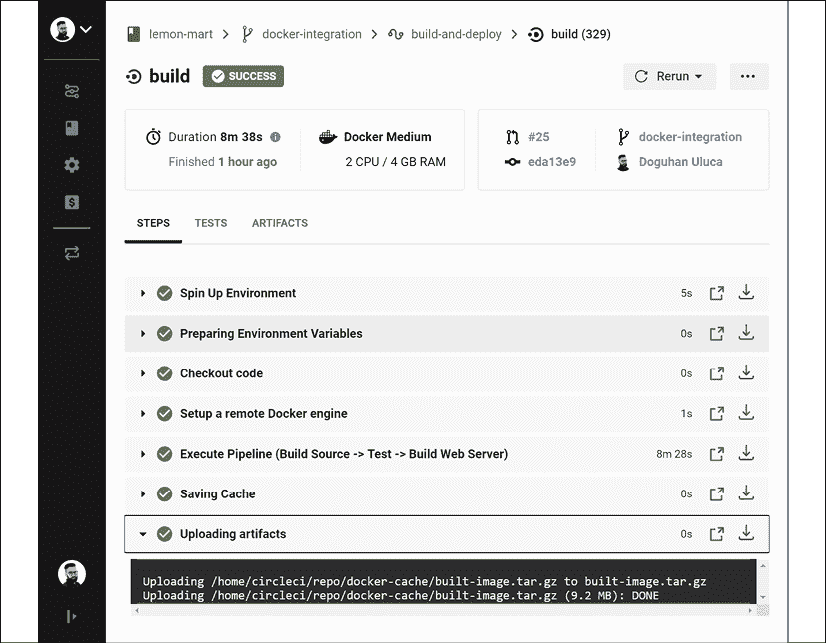 lemon-mart > docker-integration > build-and-deploy > build (329)
build SUCCESS Rerun
Duration 8m 38s
Finished 1 hour ago
Docker Medium
2 CPU / 4 GB RAM
#25
eda13e9
docker-integration
Doguhan Uluca
STEPS TESTS ARTIFACTS
Spin Up Environment 5s
Preparing Environment Variables 0s
Checkout code 0s
Setup a remote Docker engine 1s
Execute Pipeline (Build Source -> Test -> Build Web Server) 8m 28s
Saving Cache 0s
Uploading artifacts 0s
Uploading /home/circleci/repo/docker-cache/built-image.tar.gz to built-image.tar.gz
Uploading /home/circleci/repo/docker-cache/built-image.tar.gz (9.2 MB): DONE